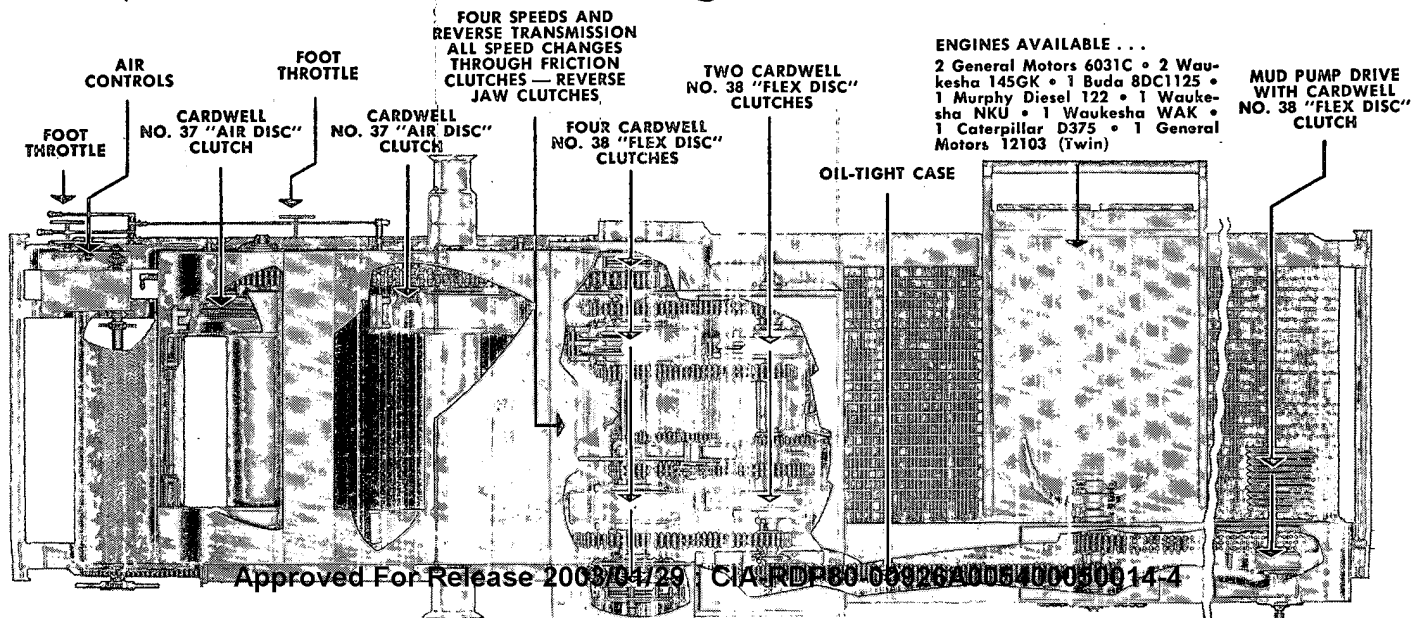 FOUR SPEEDS AND
REVERSE TRANSMISSION
ALL SPEED CHANGES
THROUGH FRICTION
CLUTCHES — REVERSE
JAW CLUTCHES
AIR
CONTROLS
FOOT
THROTTLE
FOOT
THROTTLE
CARDWELL
NO. 37 "AIR DISC"
CLUTCH
CARDWELL
NO. 37 "AIR DISC"
CLUTCH
FOUR CARDWELL
NO. 38 "FLEX DISC"
CLUTCHES
TWO CARDWELL
NO. 38 "FLEX DISC"
CLUTCHES
OIL-TIGHT CASE
ENGINES AVAILABLE . . .
2 General Motors 6031C • 2 Wau-
kesha 145GK • 1 Buda 8DC1125 •
1 Murphy Diesel 122 • 1 Wauke-
sha NKU • 1 Waukesha WAK •
1 Caterpillar D375 • 1 General
Motors 12103 (Twin)
MUD PUMP DRIVE
WITH CARDWELL
NO. 38 "FLEX DISC"
CLUTCH
Approved For Release 2003/01/29 : CIA-RDP80-00926A005400050014-4